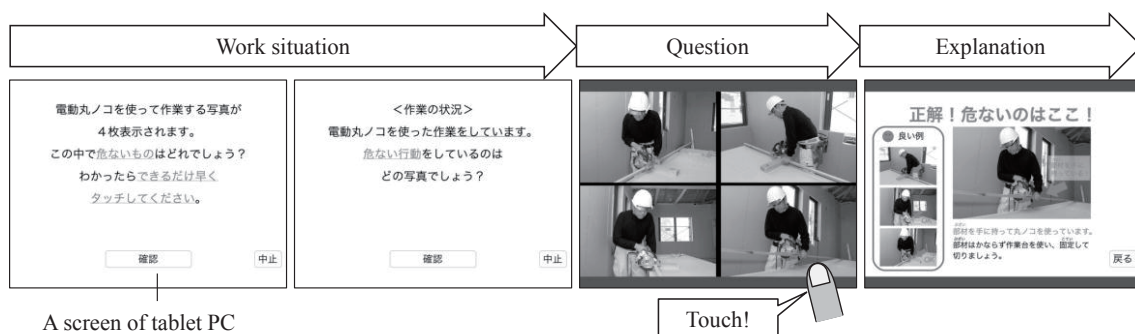 Work situation
Question
Explanation
電動丸ノコを使って作業する写真が
4枚表示されます。
この中で危ないものはどれでしょう？
わかったらできるだけ早く
タッチしてください。
確認
中止
＜作業の状況＞
電動丸ノコを使った作業をしています。
危ない行動をしているのは
どの写真でしょう？
確認
中止
正解！危ないのはここ！
良い例
部材を手に持って丸ノコを使っています。
部材はかならず作業台を使い、固定して
切りましょう。
戻る
A screen of tablet PC
Touch!